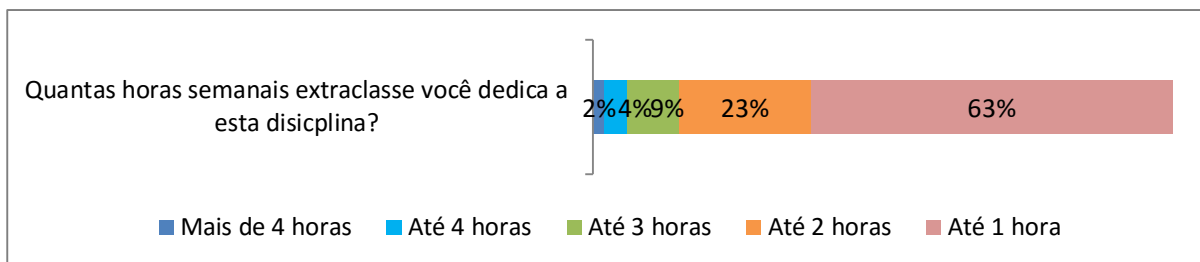 Quantas horas semanais extraclasse você dedica a
esta disicplina?
2% 4% 9% 23% 63%
Mais de 4 horas Até 4 horas Até 3 horas Até 2 horas Até 1 hora